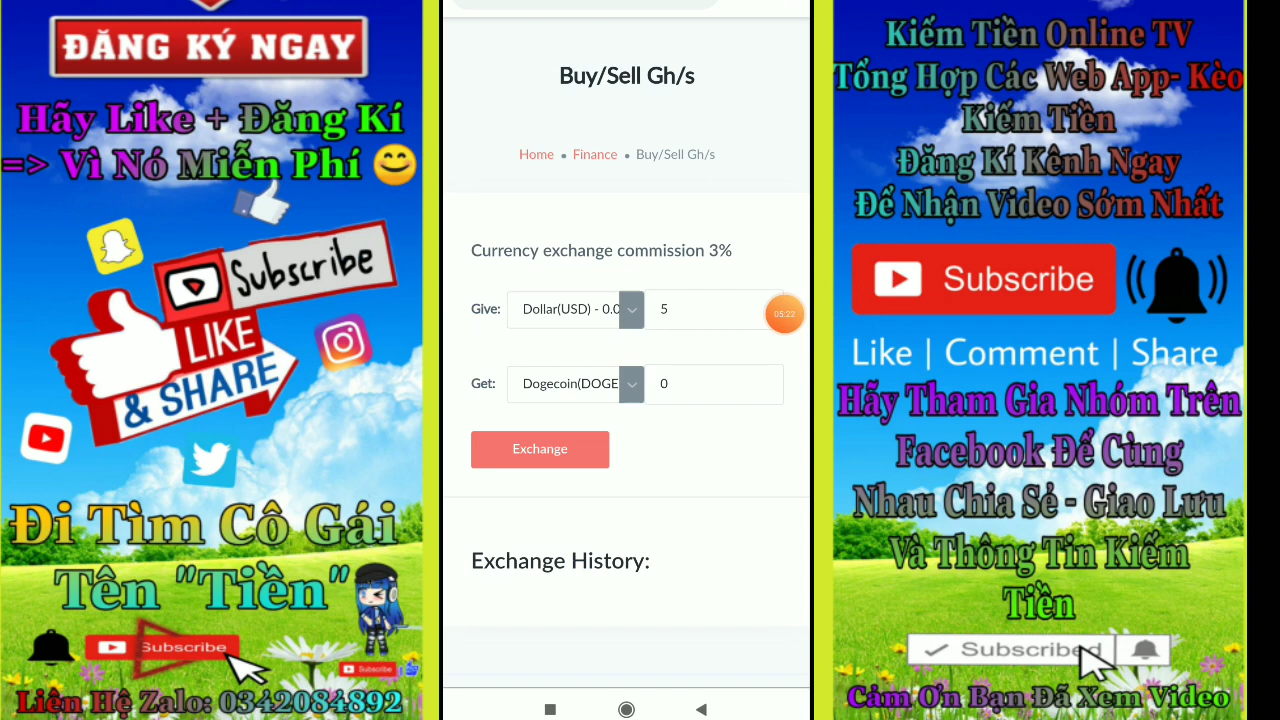 ĐĂNG KÝ NGAY
Hãy Like + Đăng Kí
=> Vì Nó Miễn Phí 😊
Subscribe
LIKE
& SHARE
Đi Tìm Cô Gái
Tên "Tiền"
Subscribe
Subscribe
Liên Hệ Zalo: 0342084892
Buy/Sell Gh/s
Home • Finance • Buy/Sell Gh/s
Currency exchange commission 3%
Give: Dollar(USD) - 0.0 5
05:22
Get: Dogecoin(DOGE 0
Exchange
Exchange History:
Kiếm Tiền Online TV
Tổng Hợp Các Web App- Kèo
Kiếm Tiền
Đăng Kí Kênh Ngay
Để Nhận Video Sớm Nhất
Subscribe
Like | Comment | Share
Hãy Tham Gia Nhóm Trên
Facebook Để Cùng
Nhau Chia Sẻ - Giao Lưu
Và Thông Tin Kiếm
Tiền
Subscribed
Cảm Ơn Bạn Đã Xem Video